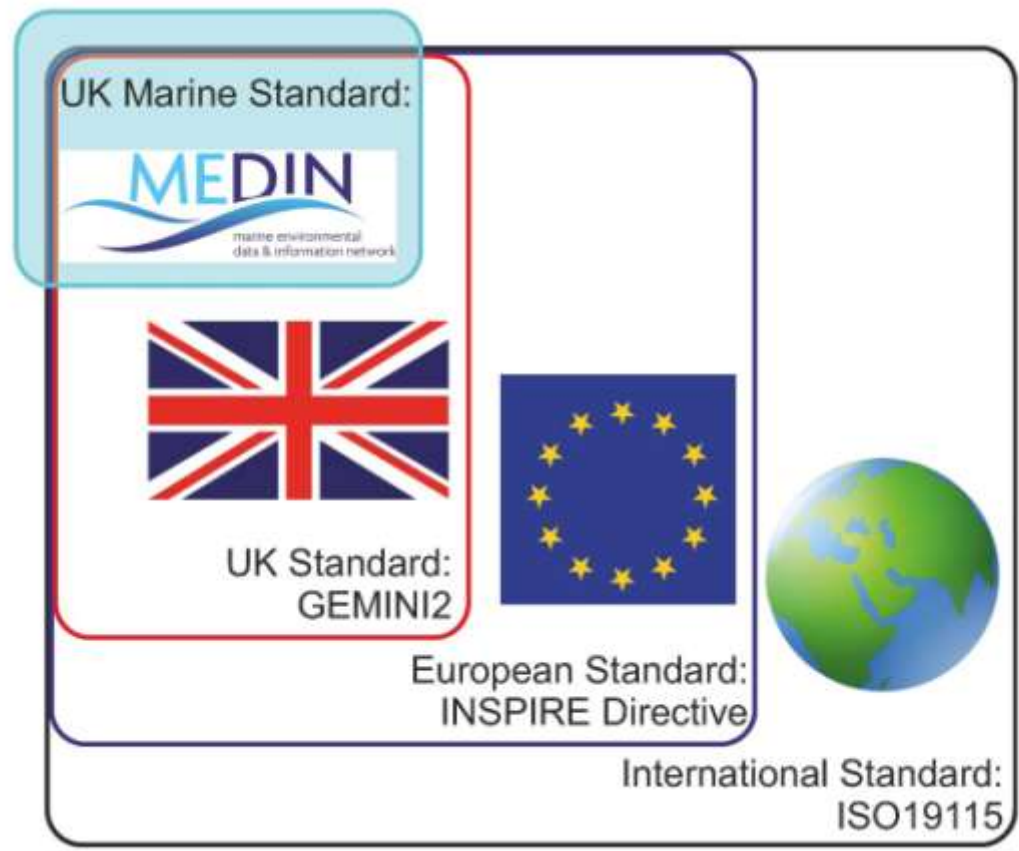 UK Marine Standard:
MEDIN
marine environmental
data & information network
UK Standard:
GEMINI2
European Standard:
INSPIRE Directive
International Standard:
ISO19115